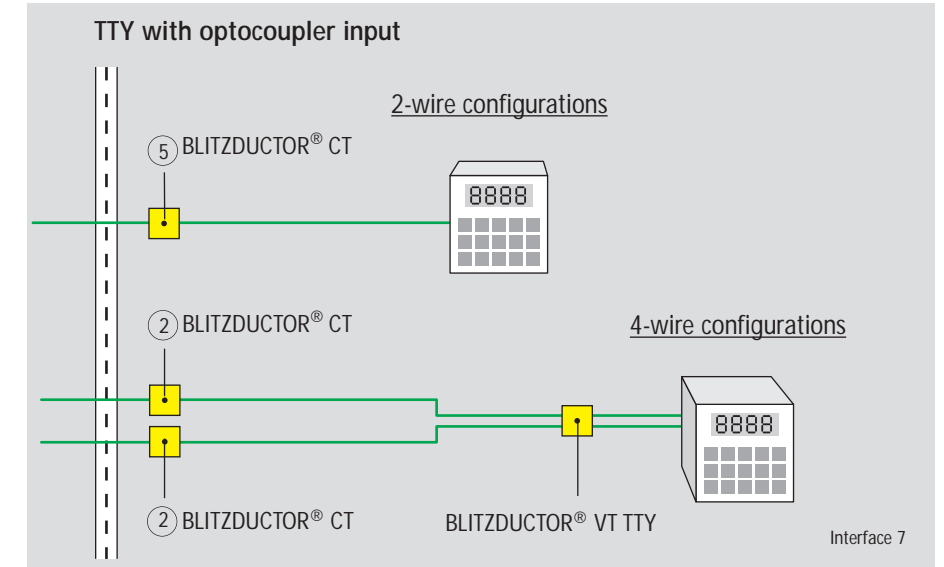 TTY with optocoupler input
2-wire configurations
5 BLITZDUCTOR® CT
8888
2 BLITZDUCTOR® CT
4-wire configurations
8888
2 BLITZDUCTOR® CT
BLITZDUCTOR® VT TTY
Interface 7